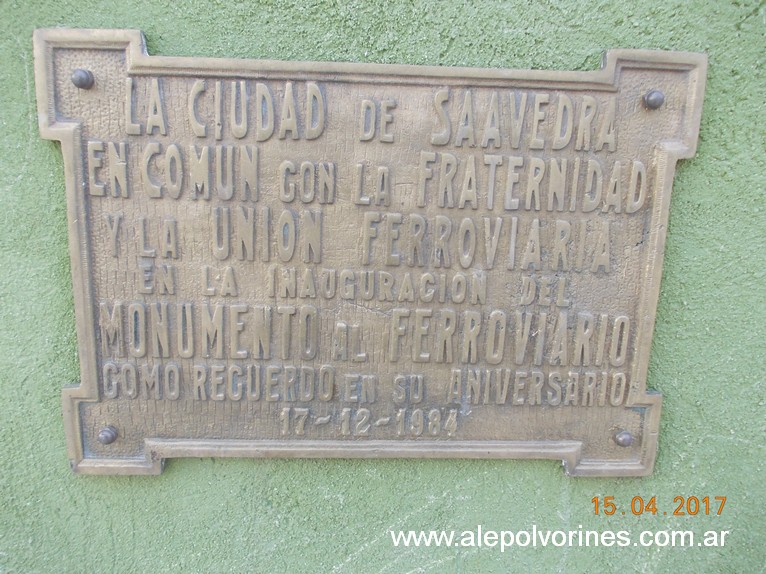 LA CIUDAD DE SAAVEDRA
EN COMUN CON LA FRATERNIDAD
Y LA UNION FERROVIARIA
EN LA INAUGURACION DEL
MONUMENTO AL FERROVIARIO
COMO RECUERDO EN SU ANIVERSARIO
17-12-1984
15.04.2017
www.alepolvorines.com.ar